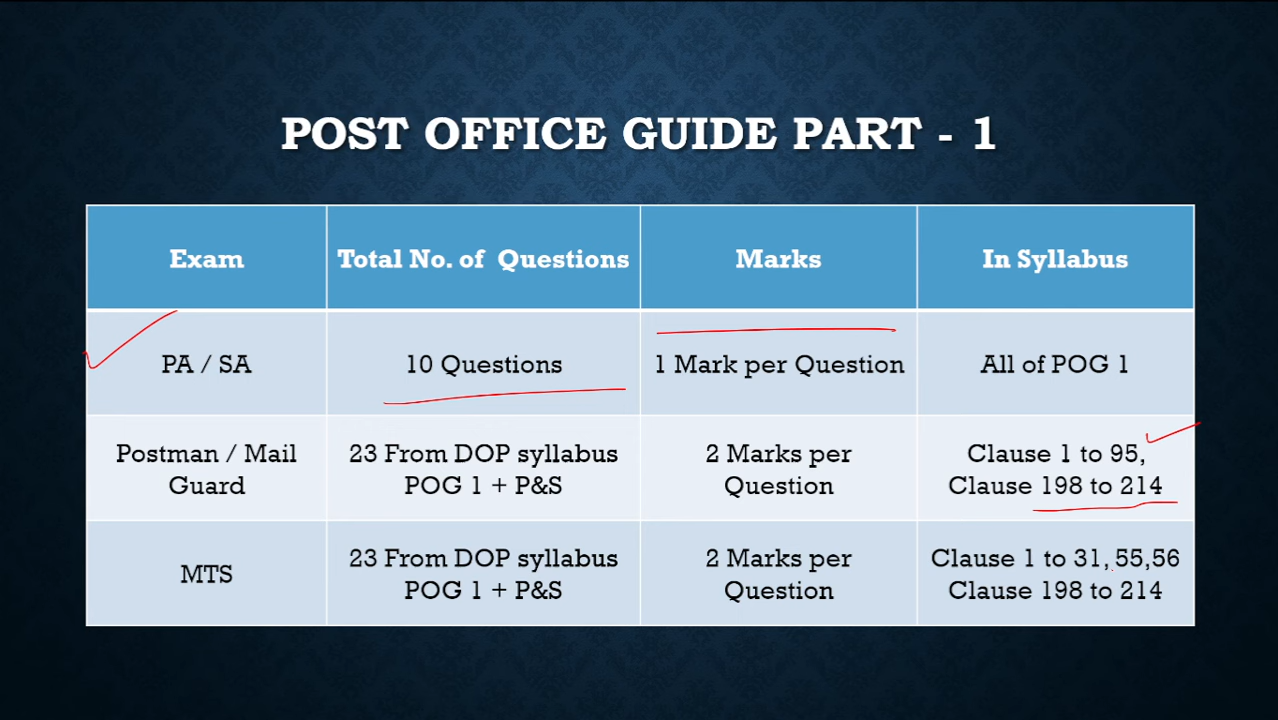 POST OFFICE GUIDE PART - 1
Exam
Total No. of Questions
Marks
In Syllabus
PA / SA
10 Questions
1 Mark per Question
All of POG 1
Postman / Mail
Guard
23 From DOP syllabus
POG 1 + P&S
2 Marks per
Question
Clause 1 to 95,
Clause 198 to 214
MTS
23 From DOP syllabus
POG 1 + P&S
2 Marks per
Question
Clause 1 to 31, 55,56
Clause 198 to 214